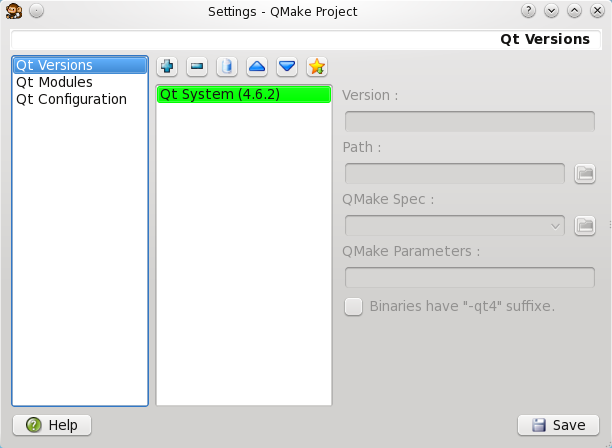 Settings - QMake Project
Qt Versions
Qt Versions
Qt Modules
Qt Configuration
Qt System (4.6.2)
Version :
Path :
QMake Spec :
QMake Parameters :
Binaries have "-qt4" suffixe.
Help
Save